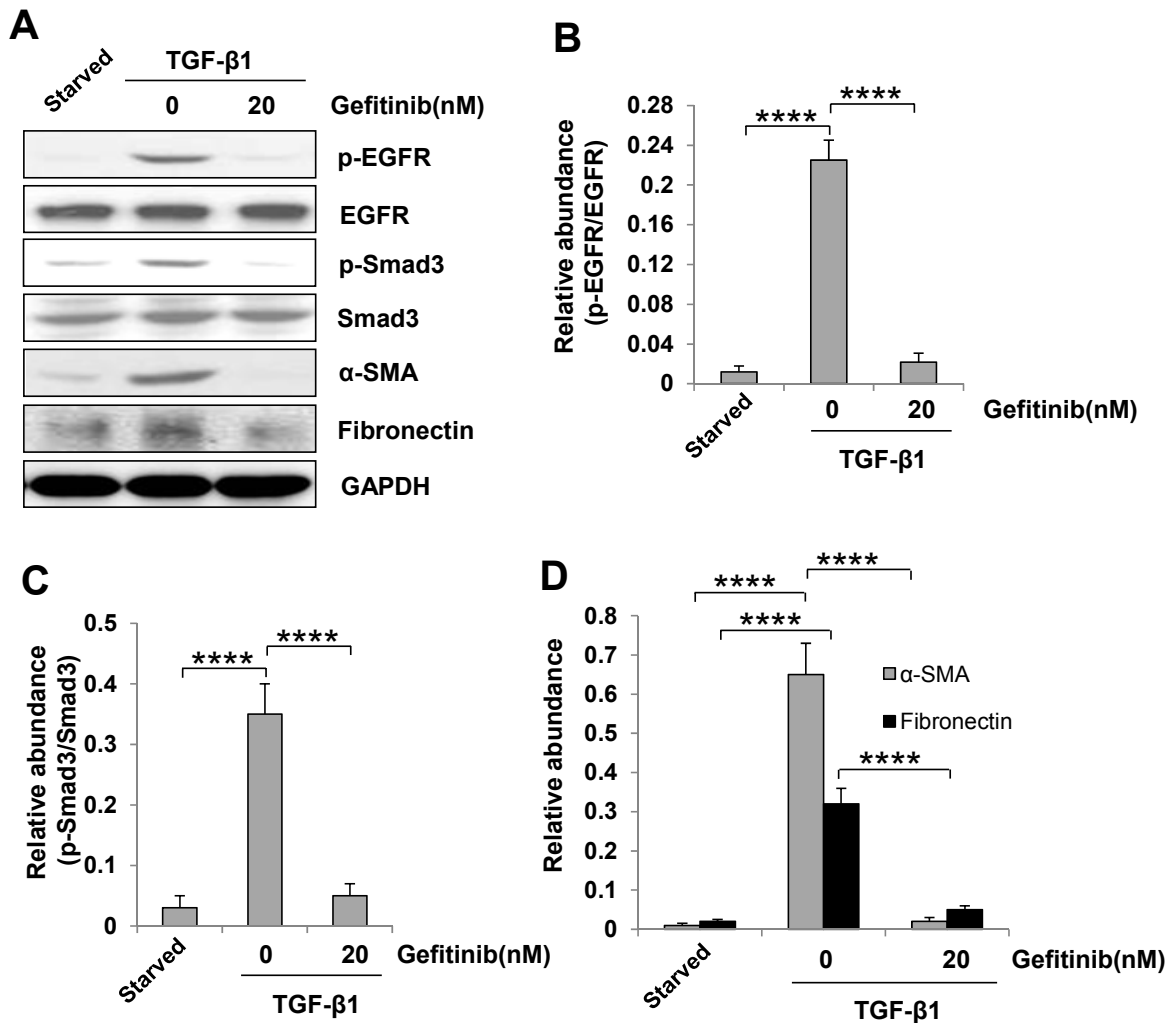 A
Starved
TGF-β1
0 20 Gefitinib(nM)
p-EGFR
EGFR
p-Smad3
Smad3
α-SMA
Fibronectin
GAPDH
B
Relative abundance
(p-EGFR/EGFR)
0.28
0.24
0.2
0.16
0.12
0.08
0.04
0
**** ****
Starved 0 20 Gefitinib(nM)
TGF-β1
C
Relative abundance
(p-Smad3/Smad3)
0.5
0.4
0.3
0.2
0.1
0
**** ****
Starved 0 20 Gefitinib(nM)
TGF-β1
D
Relative abundance
0.8
0.7
0.6
0.5
0.4
0.3
0.2
0.1
0
****
****
****
****
α-SMA
Fibronectin
Starved 0 20 Gefitinib(nM)
TGF-β1